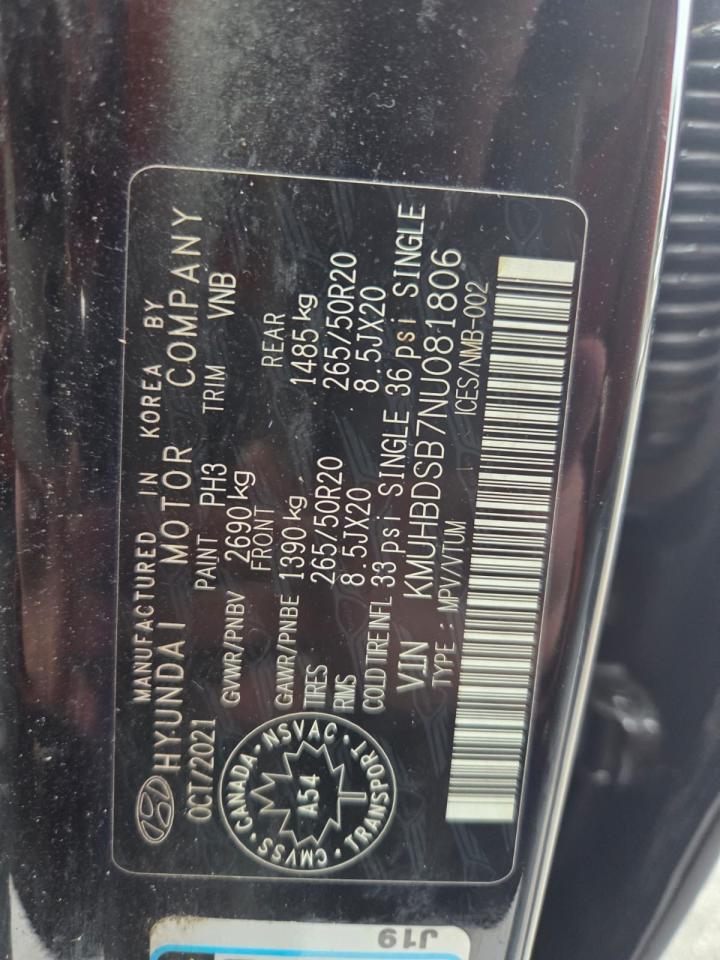 MANUFACTURED IN KOREA BY
HYUNDAI MOTOR COMPANY
OCT/2021 PAINT PH3 TRIM VNB
GVWR/PNBV 2690 kg
FRONT REAR
GAWR/PNBE 1390 kg 1485 kg
TIRES 265/50R20 265/50R20
RIMS 8.5JX20 8.5JX20
COLD TIRE INFL 33 psi SINGLE 36 psi SINGLE
VIN KMUHBDSB7NU081806
TYPE : MPV/VTUM ICES/NMB-002
CANADA · NSVAC · TRANSPORT · CMVSS ·
A54
J19